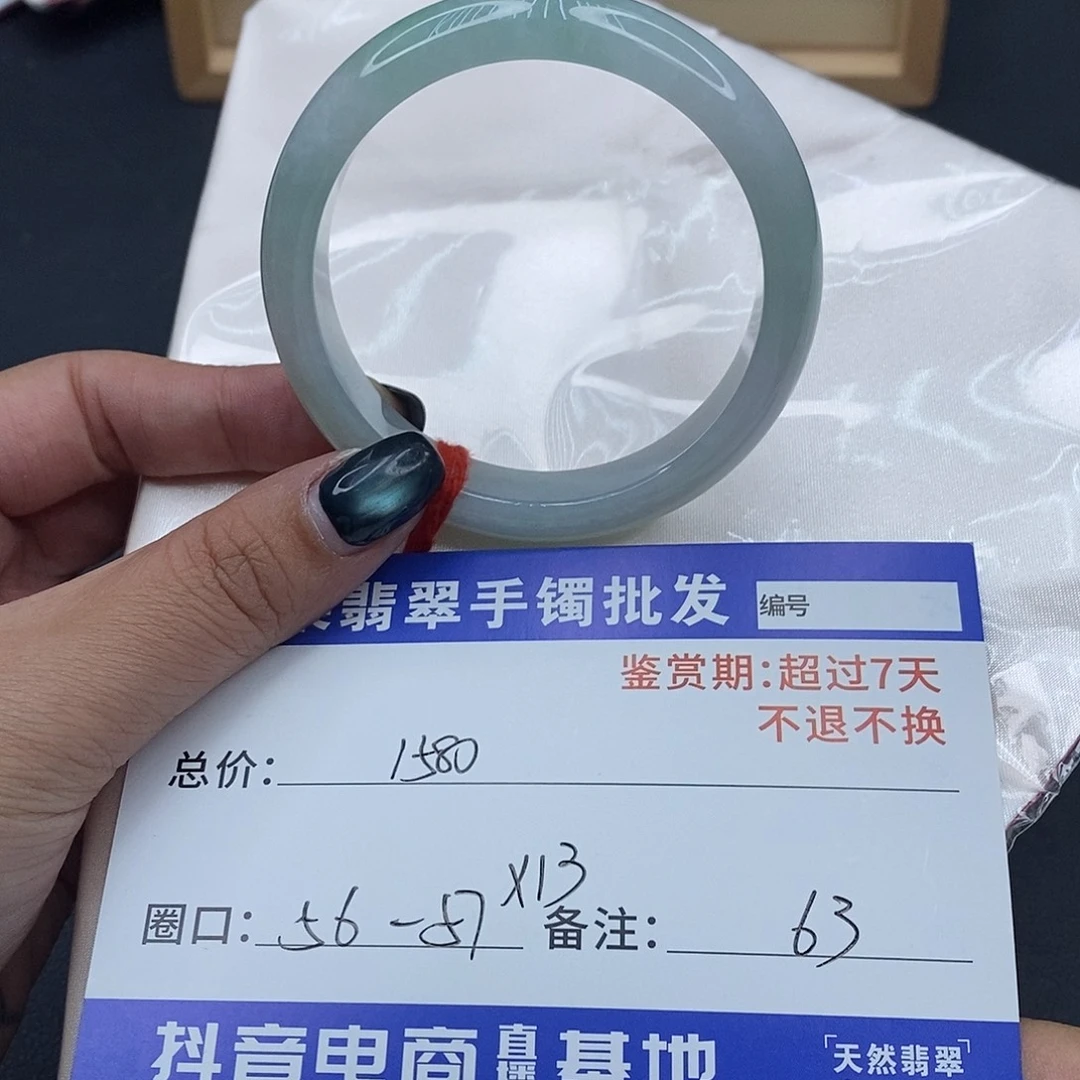 翡翠手镯批发
编号
鉴赏期:超过7天
不退不换
总价: 1580
圈口: 56-57 x13 备注: 63
抖音电商直播基地
「天然翡翠」